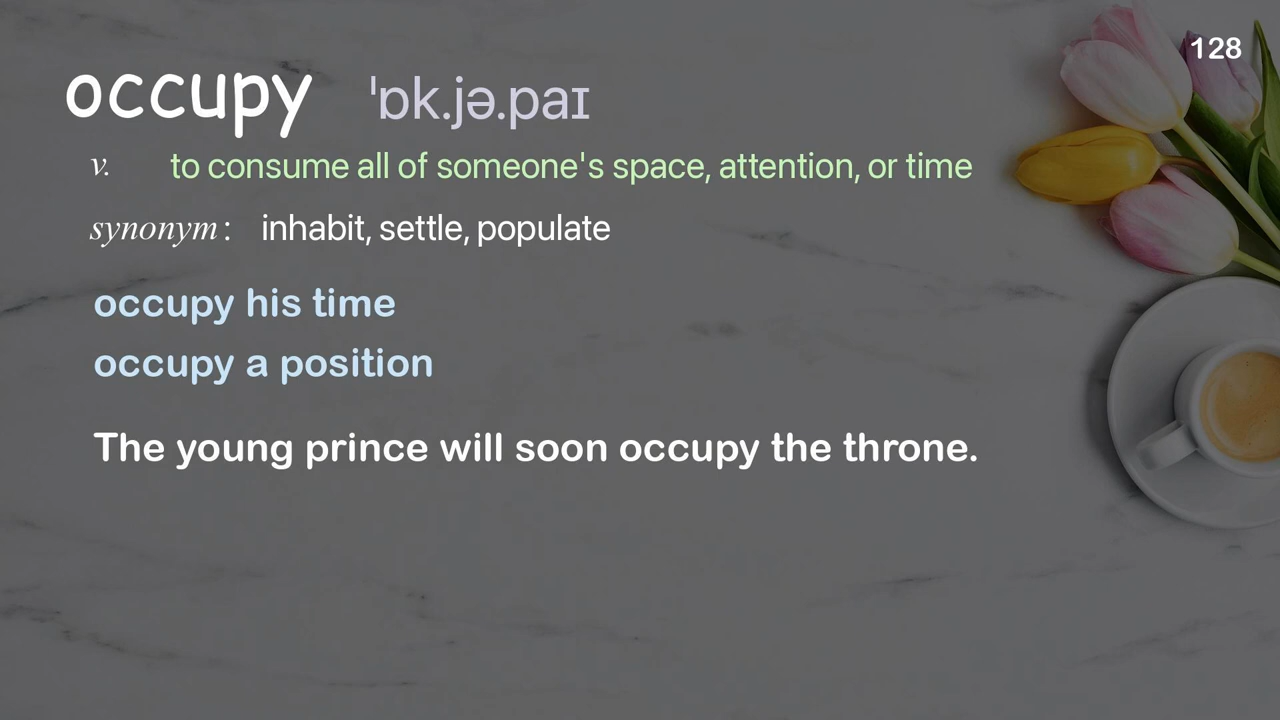 128
occupy ˈɒk.jə.paɪ
v. to consume all of someone's space, attention, or time
synonym: inhabit, settle, populate
occupy his time
occupy a position
The young prince will soon occupy the throne.